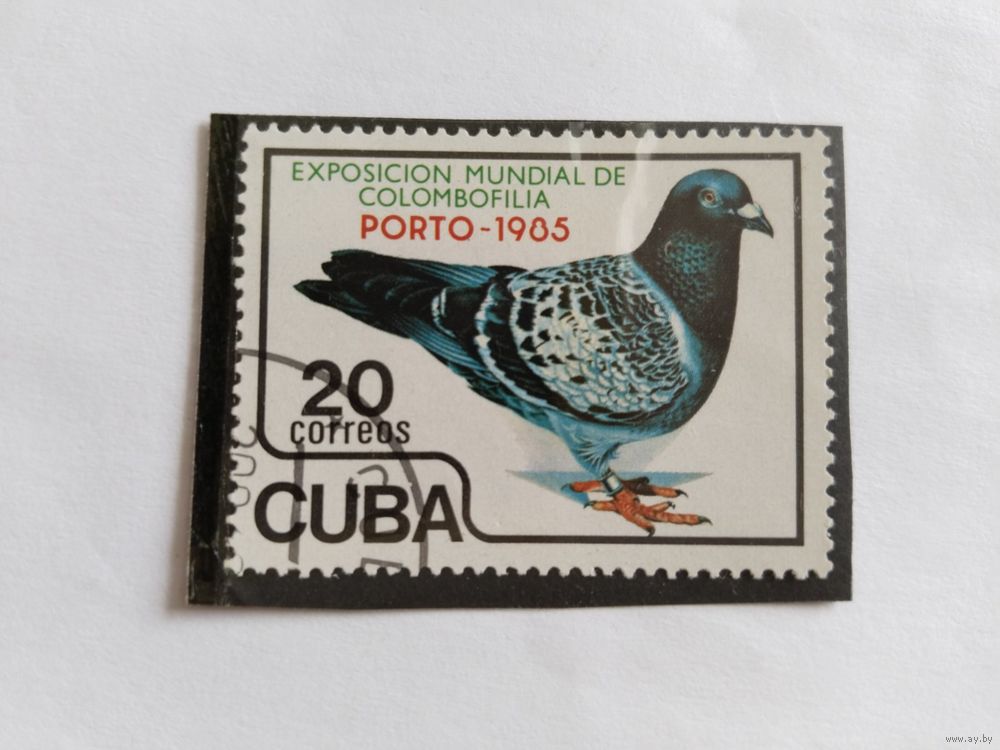 EXPOSICION MUNDIAL DE
COLOMBOFILIA
PORTO-1985
20
correos
CUBA
www.ay.by